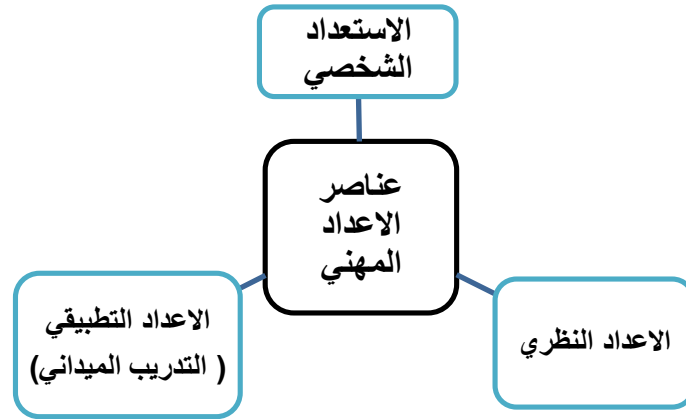 الاستعداد
الشخصي
عناصر
الاعداد
المهني
الاعداد النظري
الاعداد التطبيقي
( التدريب الميداني)